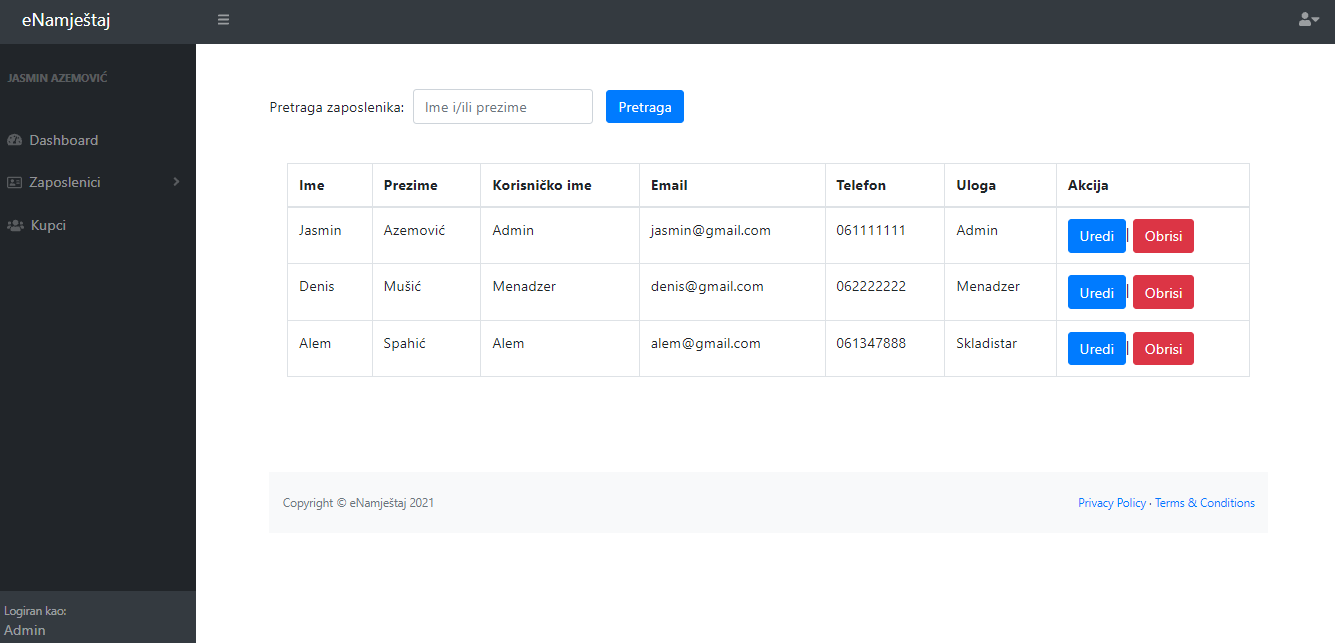 eNamještaj
JASMIN AZEMOVIĆ
Dashboard
Zaposlenici
Kupci
Logiran kao:
Admin
Pretraga zaposlenika: Ime i/ili prezime Pretraga
Ime Prezime Korisničko ime Email Telefon Uloga Akcija
Jasmin Azemović Admin jasmin@gmail.com 061111111 Admin Uredi | Obrisi
Denis Mušić Menadzer denis@gmail.com 062222222 Menadzer Uredi | Obrisi
Alem Spahić Alem alem@gmail.com 061347888 Skladistar Uredi | Obrisi
Copyright © eNamještaj 2021 Privacy Policy · Terms & Conditions